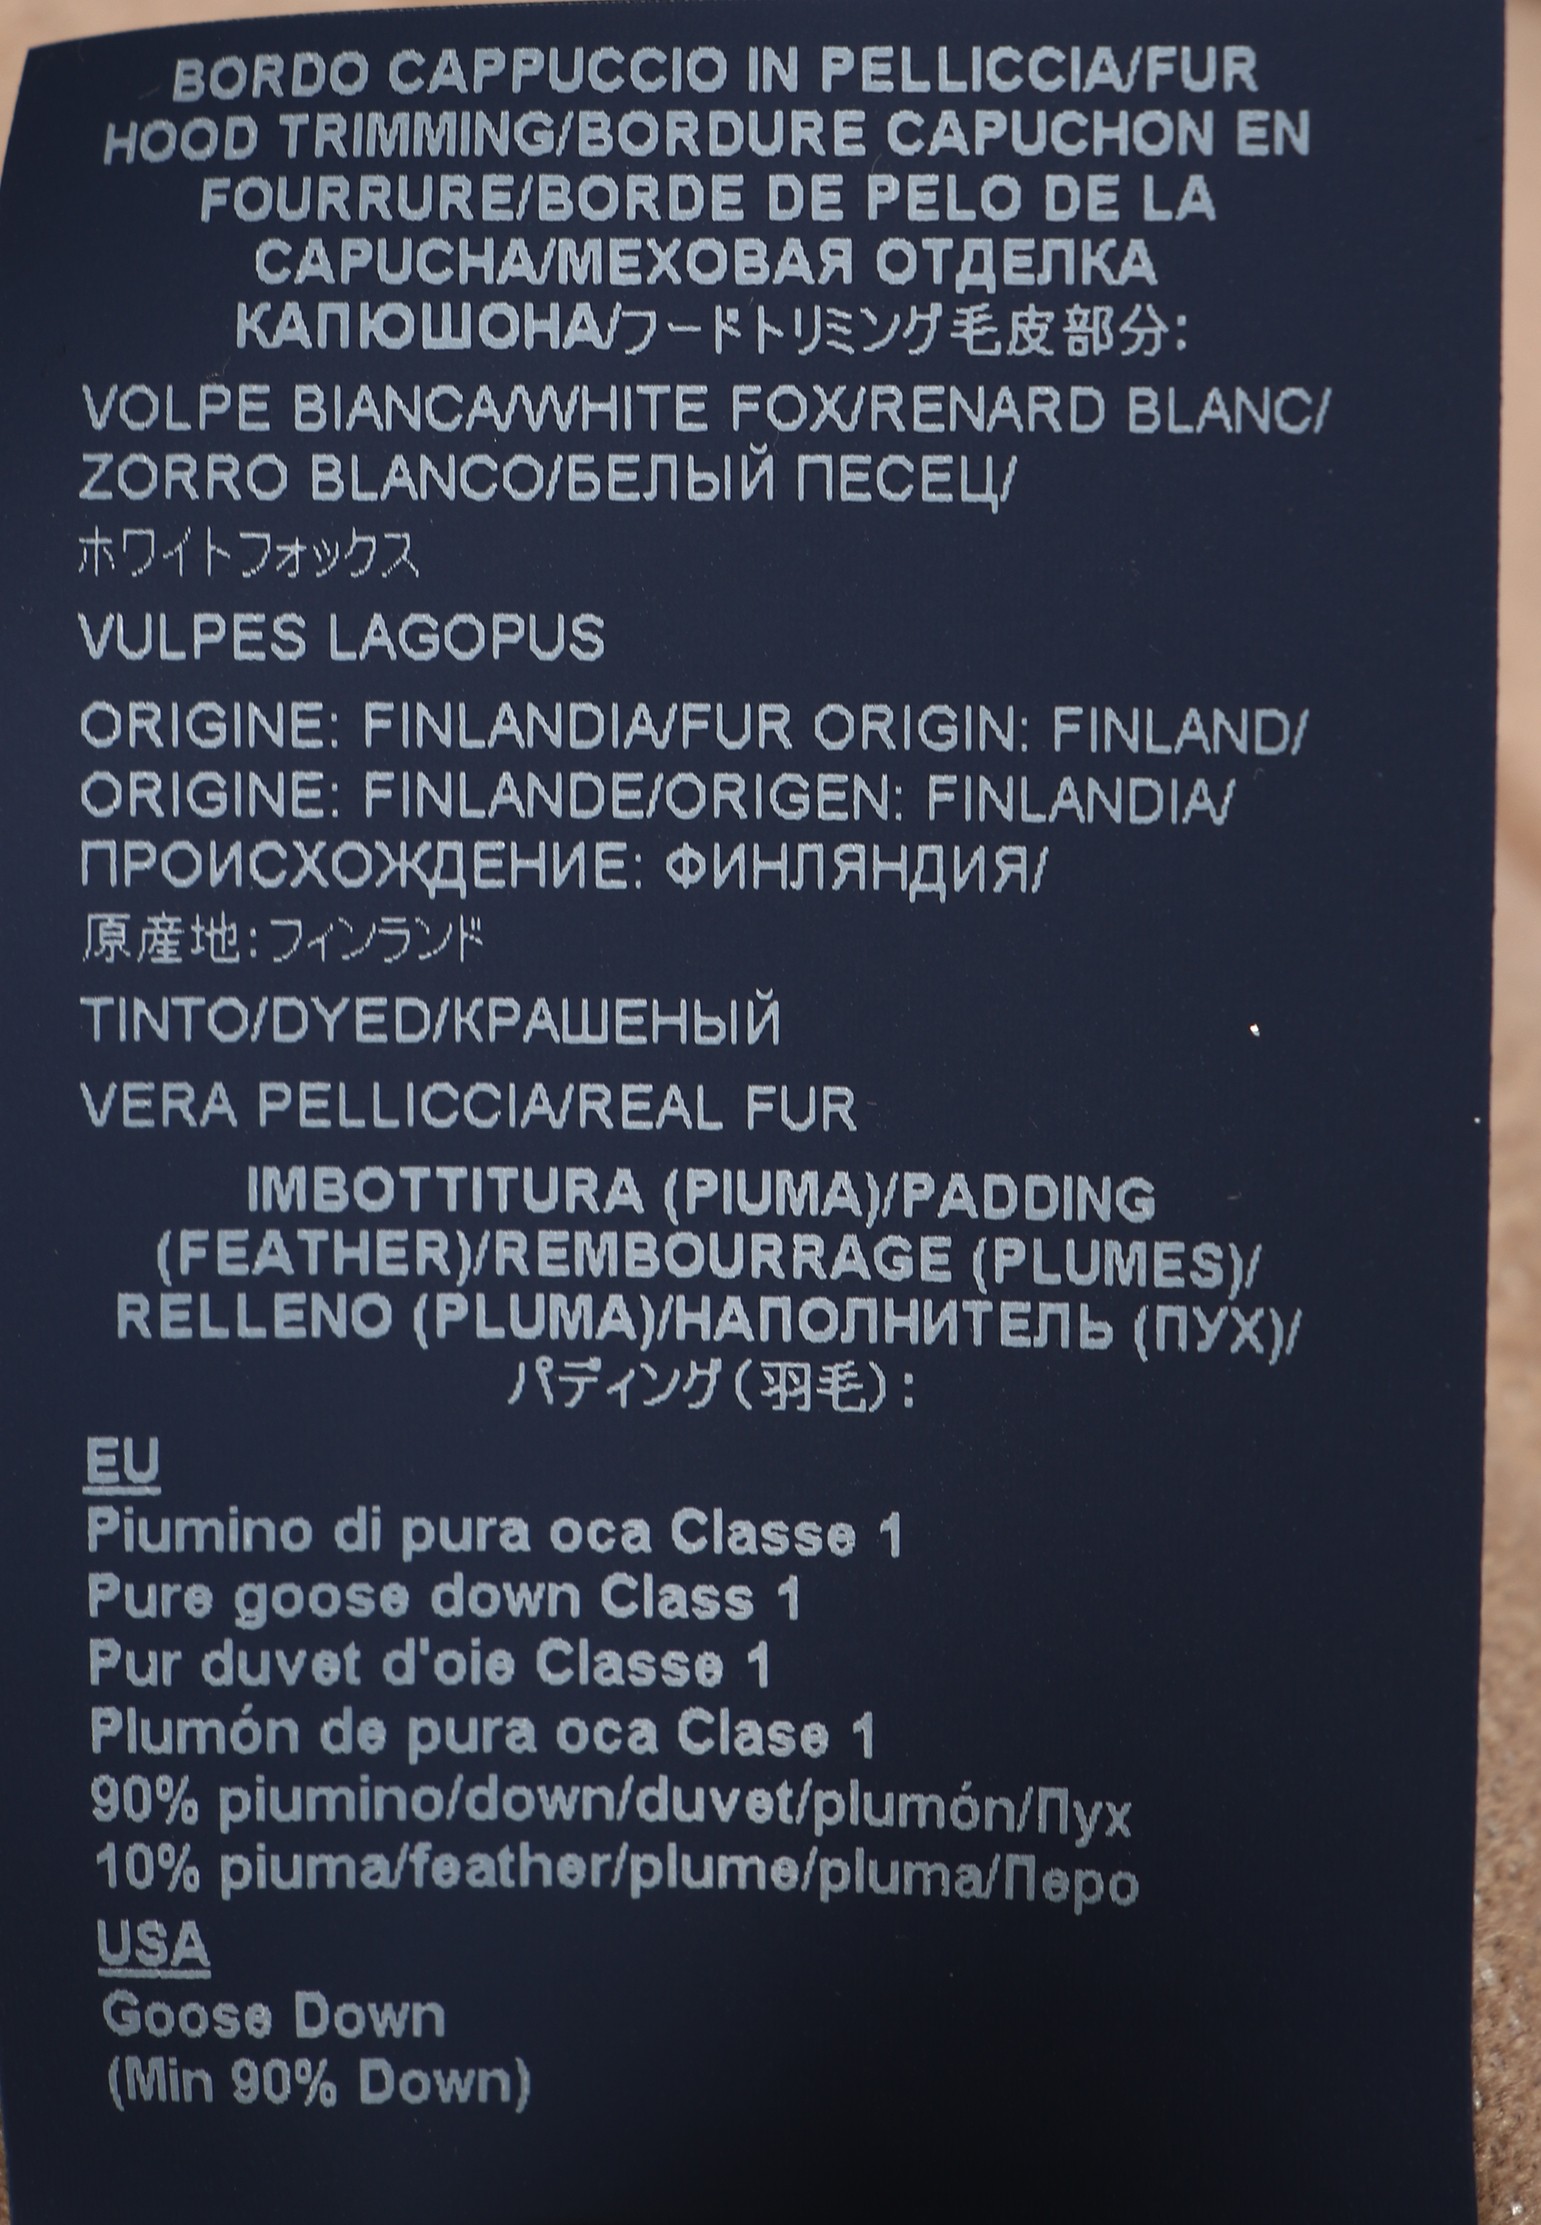 BORDO CAPPUCCIO IN PELLICCIA/FUR
HOOD TRIMMING/BORDURE CAPUCHON EN
FOURRURE/BORDE DE PELO DE LA
CAPUCHA/МЕХОВАЯ ОТДЕЛКА
КАПЮШОНА/フードトリミング毛皮部分:
VOLPE BIANCA/WHITE FOX/RENARD BLANC/
ZORRO BLANCO/БЕЛЫЙ ПЕСЕЦ/
ホワイトフォックス
VULPES LAGOPUS
ORIGINE: FINLANDIA/FUR ORIGIN: FINLAND/
ORIGINE: FINLANDE/ORIGEN: FINLANDIA/
ПРОИСХОЖДЕНИЕ: ФИНЛЯНДИЯ/
原産地:フィンランド
TINTO/DYED/КРАШЕНЫЙ
VERA PELLICCIA/REAL FUR
IMBOTTITURA (PIUMA)/PADDING
(FEATHER)/REMBOURRAGE (PLUMES)/
RELLENO (PLUMA)/НАПОЛНИТЕЛЬ (ПУХ)/
パディング(羽毛):
EU
Piumino di pura oca Classe 1
Pure goose down Class 1
Pur duvet d'oie Classe 1
Plumón de pura oca Clase 1
90% piumino/down/duvet/plumón/Пух
10% piuma/feather/plume/pluma/Перо
USA
Goose Down
(Min 90% Down)